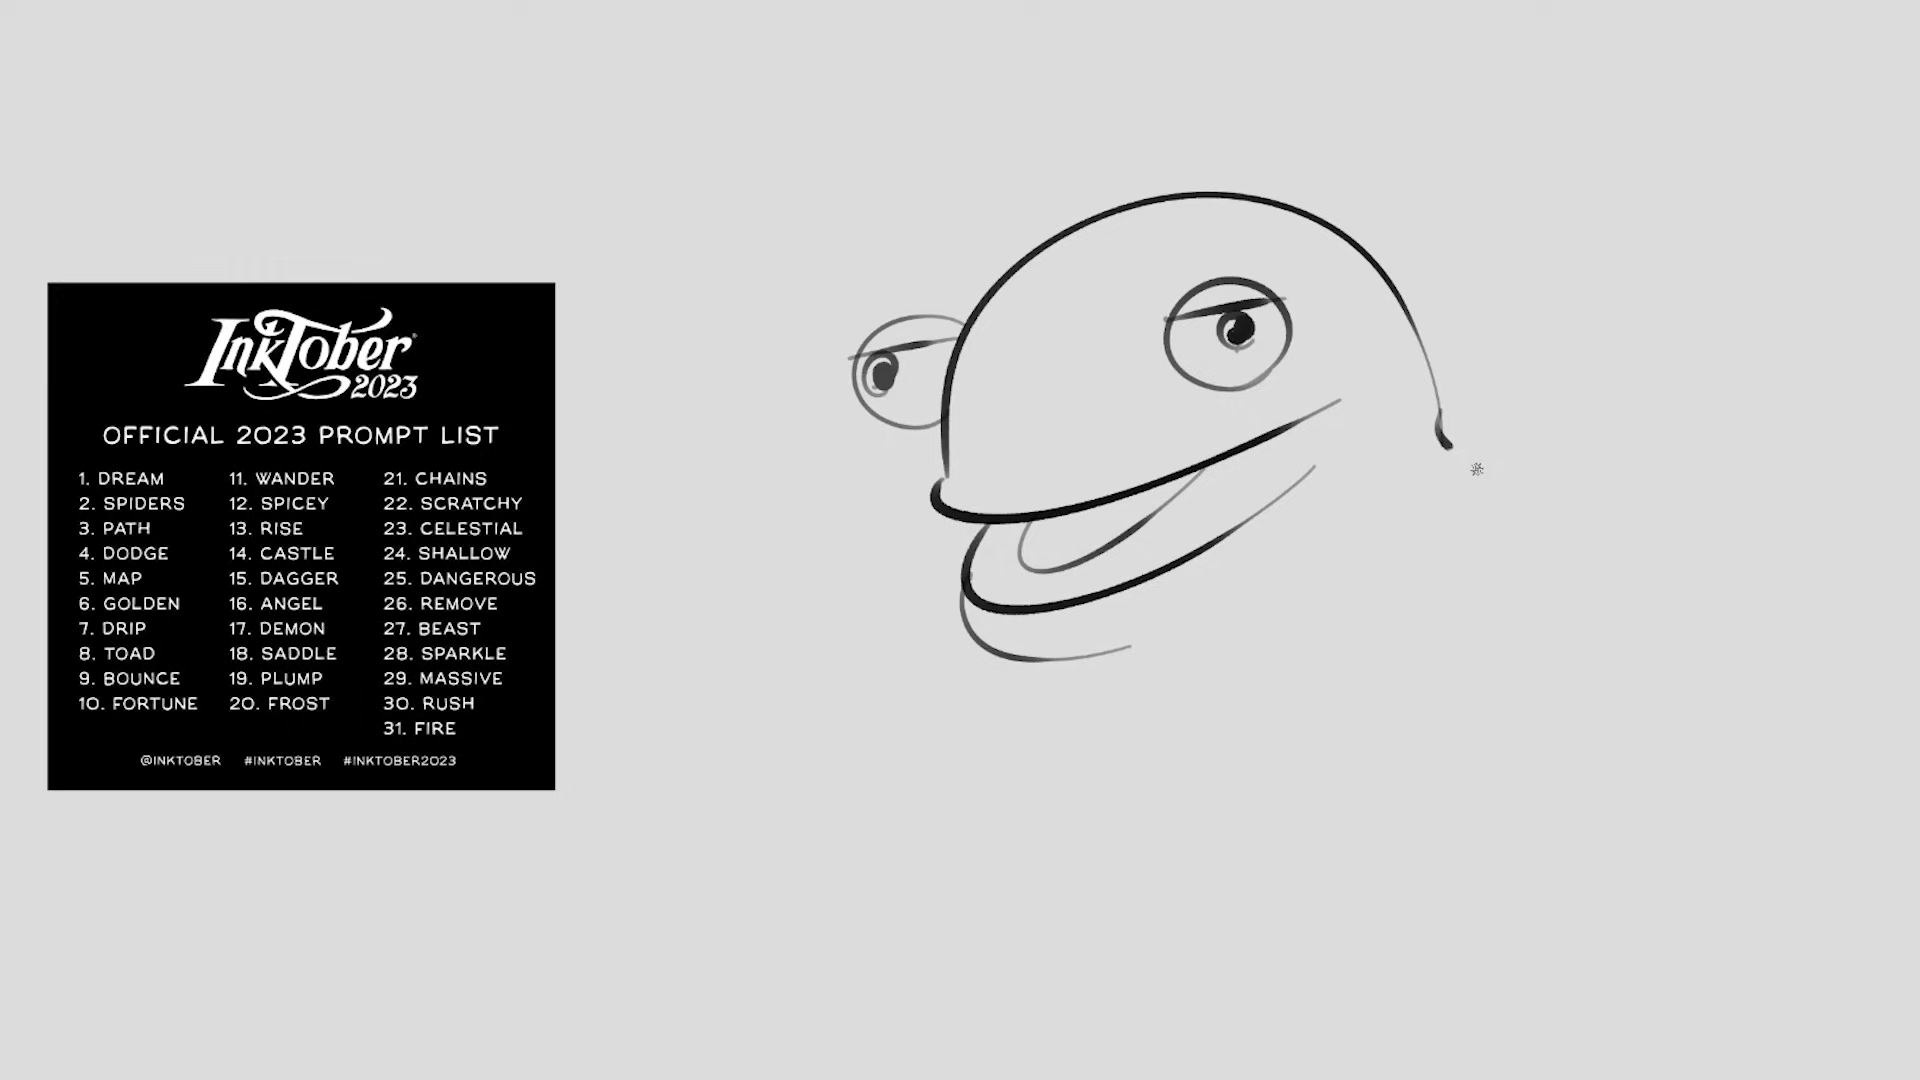 InkTober
2023
OFFICIAL 2023 PROMPT LIST
1. DREAM
2. SPIDERS
3. PATH
4. DODGE
5. MAP
6. GOLDEN
7. DRIP
8. TOAD
9. BOUNCE
10. FORTUNE
11. WANDER
12. SPICEY
13. RISE
14. CASTLE
15. DAGGER
16. ANGEL
17. DEMON
18. SADDLE
19. PLUMP
20. FROST
21. CHAINS
22. SCRATCHY
23. CELESTIAL
24. SHALLOW
25. DANGEROUS
26. REMOVE
27. BEAST
28. SPARKLE
29. MASSIVE
30. RUSH
31. FIRE
@INKTOBER #INKTOBER #INKTOBER2023